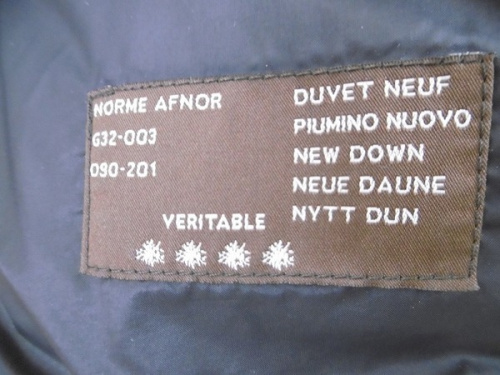 NORME AFNOR
G32-003
090-201
VERITABLE
DUVET NEUF
PIUMINO NUOVO
NEW DOWN
NEUE DAUNE
NYTT DUN